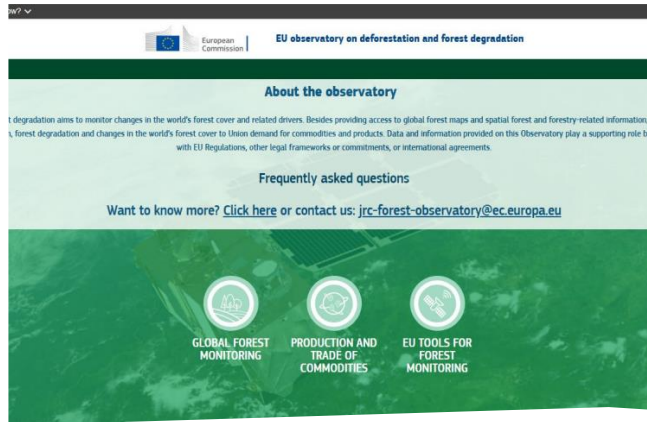 ow?
European
Commission
EU observatory on deforestation and forest degradation
About the observatory
t degradation aims to monitor changes in the world's forest cover and related drivers. Besides providing access to global forest maps and spatial forest and forestry-related information,
n, forest degradation and changes in the world's forest cover to Union demand for commodities and products. Data and information provided on this Observatory play a supporting role b
with EU Regulations, other legal frameworks or commitments, or international agreements.
Frequently asked questions
Want to know more? Click here or contact us: jrc-forest-observatory@ec.europa.eu
GLOBAL FOREST
MONITORING
PRODUCTION AND
TRADE OF
COMMODITIES
EU TOOLS FOR
FOREST
MONITORING